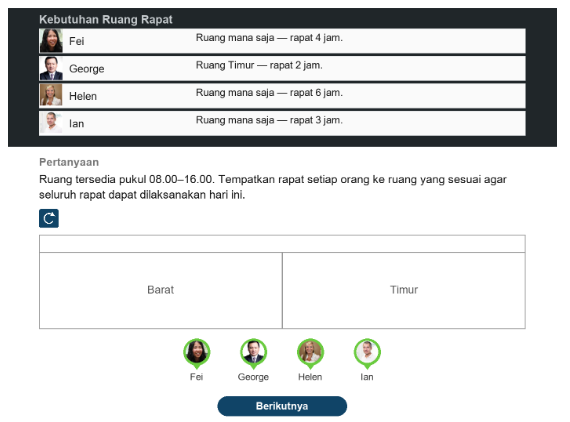 Kebutuhan Ruang Rapat
Fei
Ruang mana saja — rapat 4 jam.
George
Ruang Timur — rapat 2 jam.
Helen
Ruang mana saja — rapat 6 jam.
Ian
Ruang mana saja — rapat 3 jam.
Pertanyaan
Ruang tersedia pukul 08.00–16.00. Tempatkan rapat setiap orang ke ruang yang sesuai agar
seluruh rapat dapat dilaksanakan hari ini.
Barat
Timur
Fei
George
Helen
Ian
Berikutnya